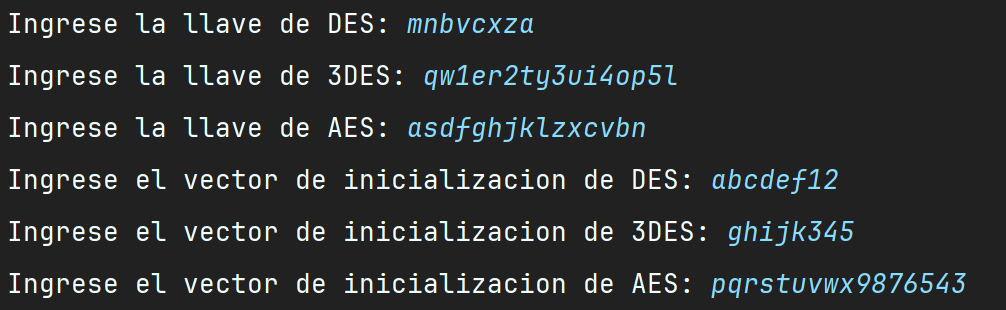 Ingrese la llave de DES: mnbvcxza
Ingrese la llave de 3DES: qw1er2ty3ui4op5l
Ingrese la llave de AES: asdfghjklzxcvbn
Ingrese el vector de inicializacion de DES: abcdef12
Ingrese el vector de inicializacion de 3DES: ghijk345
Ingrese el vector de inicializacion de AES: pqrstuvwx9876543